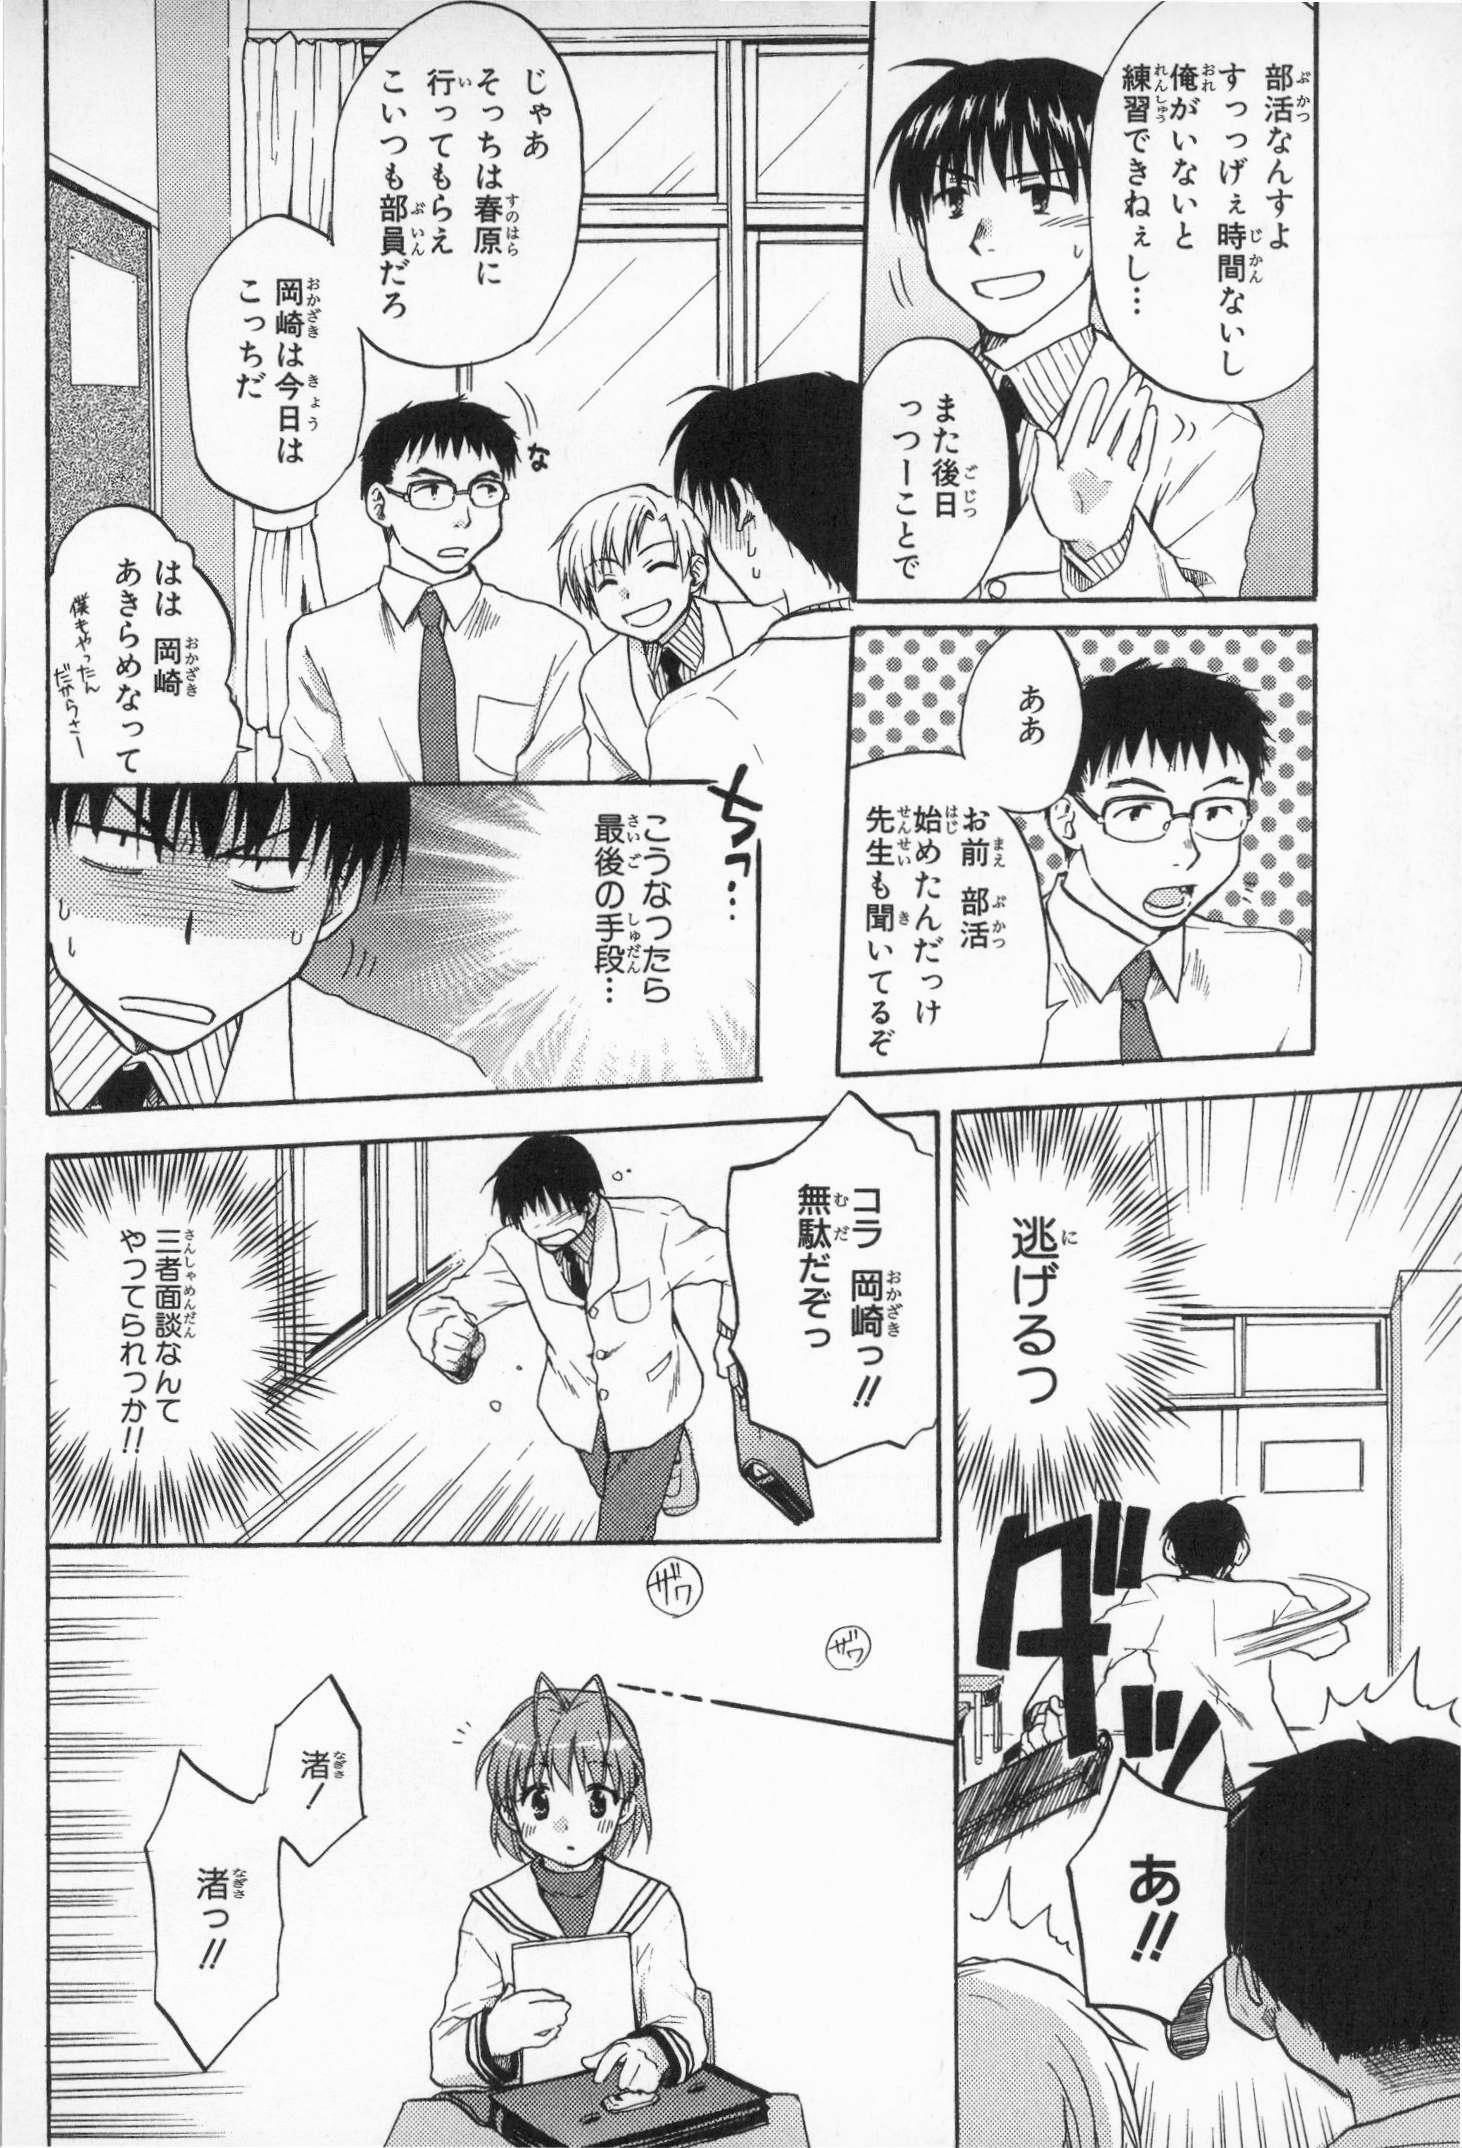 部活なんすよ
すっっげぇ時間ないし
俺がいないと
練習できねぇし…
また後日
っつーことで
ああ
お前 部活
始めたんだっけ
先生も聞いてるぞ
じゃあ
そっちは春原に
行ってもらえ
こいつも部員だろ
岡崎は今日は
こっちだ
な
はは 岡崎
あきらめなって
僕もやったん
だからさー
ちっ…
こうなったら
最後の手段…
逃げるっ
ダッ
あ!!
コラ 岡崎っ!!
無駄だぞっ
三者面談なんて
やってられっか!!
ザワ
ザワ
渚!
渚っ!!